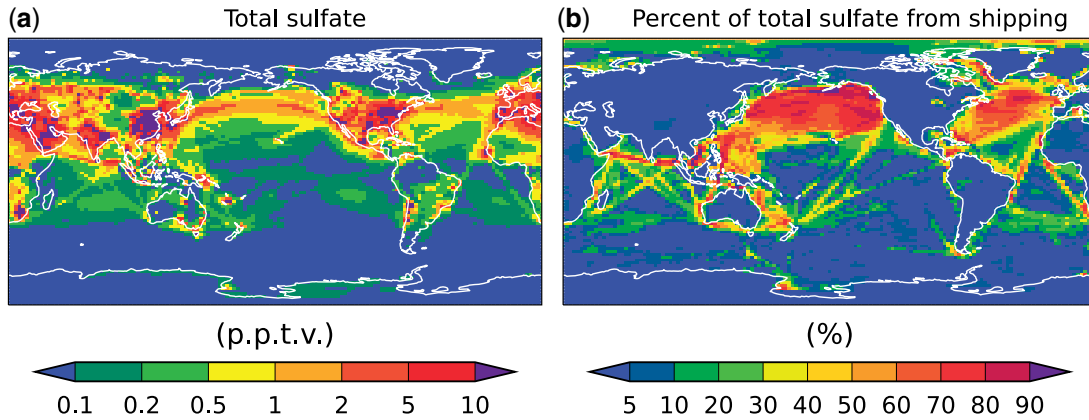 (a) Total sulfate
(b) Percent of total sulfate from shipping
(p.p.t.v.)
0.1 0.2 0.5 1 2 5 10
(%)
5 10 20 30 40 50 60 70 80 90